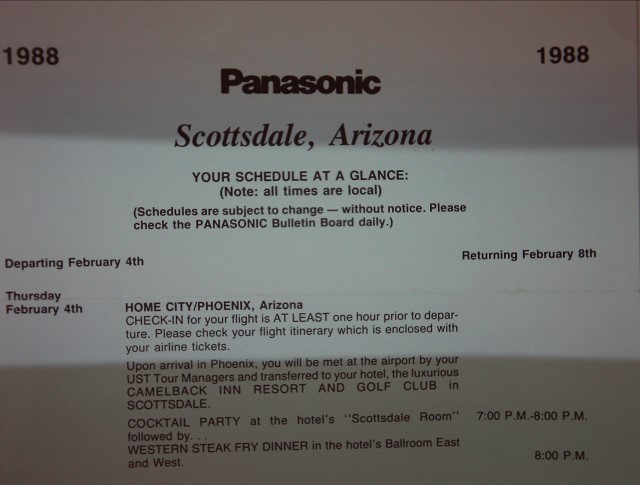 1988 1988
Panasonic
Scottsdale, Arizona
YOUR SCHEDULE AT A GLANCE:
(Note: all times are local)
(Schedules are subject to change — without notice. Please
check the PANASONIC Bulletin Board daily.)
Departing February 4th Returning February 8th
Thursday
February 4th HOME CITY/PHOENIX, Arizona
CHECK-IN for your flight is AT LEAST one hour prior to depar-
ture. Please check your flight itinerary which is enclosed with
your airline tickets.
Upon arrival in Phoenix, you will be met at the airport by your
UST Tour Managers and transferred to your hotel, the luxurious
CAMELBACK INN RESORT AND GOLF CLUB in
SCOTTSDALE.
COCKTAIL PARTY at the hotel's "Scottsdale Room" 7:00 P.M.-8:00 P.M.
followed by. . .
WESTERN STEAK FRY DINNER in the hotel's Ballroom East 8:00 P.M.
and West.